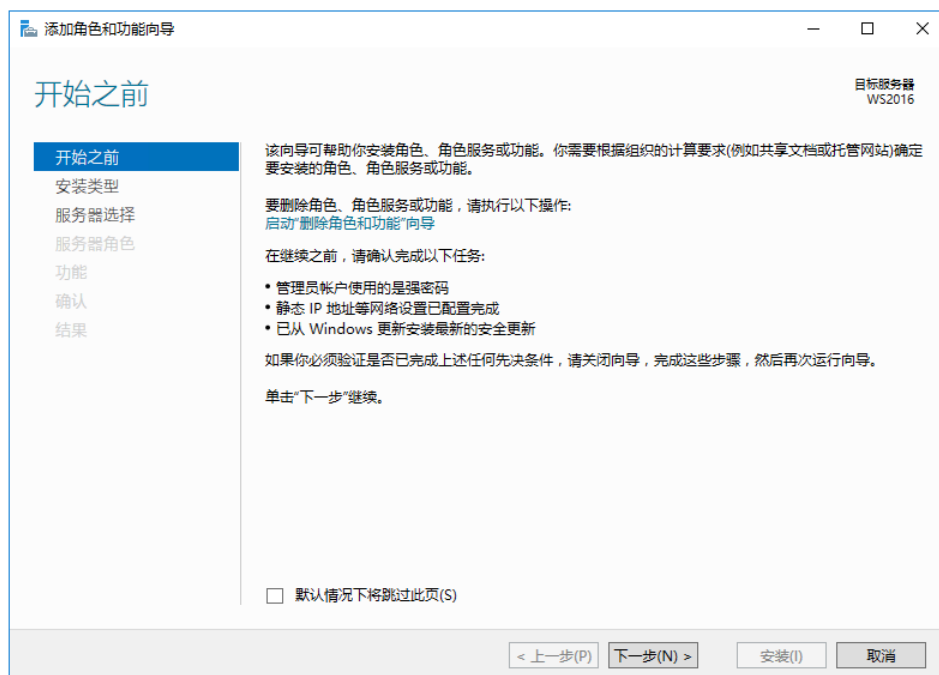 添加角色和功能向导
开始之前
目标服务器
WS2016
开始之前
安装类型
服务器选择
服务器角色
功能
确认
结果
该向导可帮助你安装角色、角色服务或功能。你需要根据组织的计算要求(例如共享文档或托管网站)确定
要安装的角色、角色服务或功能。
要删除角色、角色服务或功能，请执行以下操作:
启动"删除角色和功能"向导
在继续之前，请确认完成以下任务:
• 管理员帐户使用的是强密码
• 静态 IP 地址等网络设置已配置完成
• 已从 Windows 更新安装最新的安全更新
如果你必须验证是否已完成上述任何先决条件，请关闭向导，完成这些步骤，然后再次运行向导。
单击"下一步"继续。
默认情况下将跳过此页(S)
< 上一步(P)
下一步(N) >
安装(I)
取消